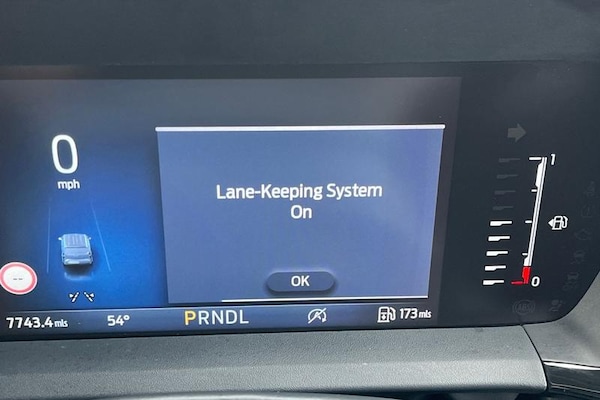 0
mph
Lane-Keeping System
On
OK
--
7743.4 mls
54°
PRNDL
173 mls
1
0